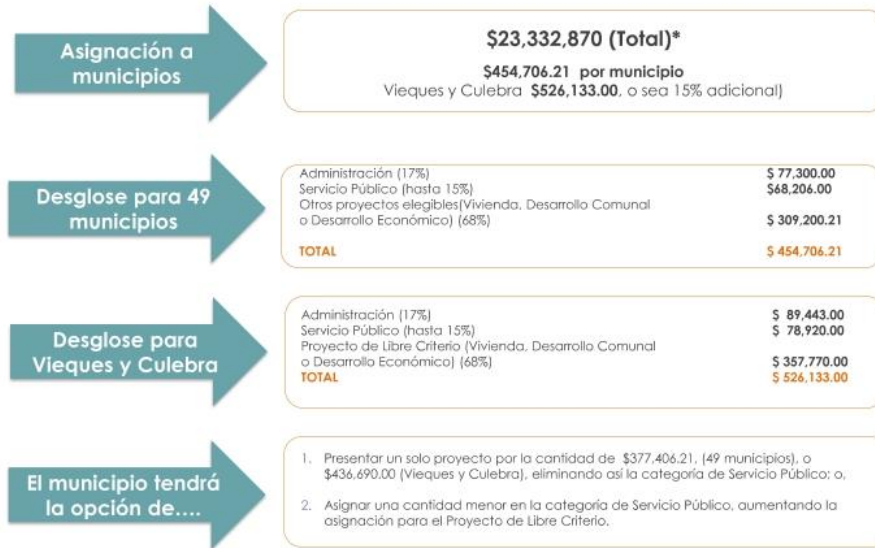 Asignación a
municipios
$23,332,870 (Total)*
$454,706.21 por municipio
Vieques y Culebra $526,133.00, o sea 15% adicional)
Desglose para 49
municipios
Administración (17%) $ 77,300.00
Servicio Público (hasta 15%) $68,206.00
Otros proyectos elegibles(Vivienda, Desarrollo Comunal
o Desarrollo Económico) (68%) $ 309,200.21
TOTAL $ 454,706.21
Desglose para
Vieques y Culebra
Administración (17%) $ 89,443.00
Servicio Público (hasta 15%) $ 78,920.00
Proyecto de Libre Criterio (Vivienda, Desarrollo Comunal
o Desarrollo Económico) (68%) $ 357,770.00
TOTAL $ 526,133.00
El municipio tendrá
la opción de....
1. Presentar un solo proyecto por la cantidad de $377,406.21, (49 municipios), o
$436,690.00 (Vieques y Culebra), eliminando así la categoría de Servicio Público; o,
2. Asignar una cantidad menor en la categoría de Servicio Público, aumentando la
asignación para el Proyecto de Libre Criterio.